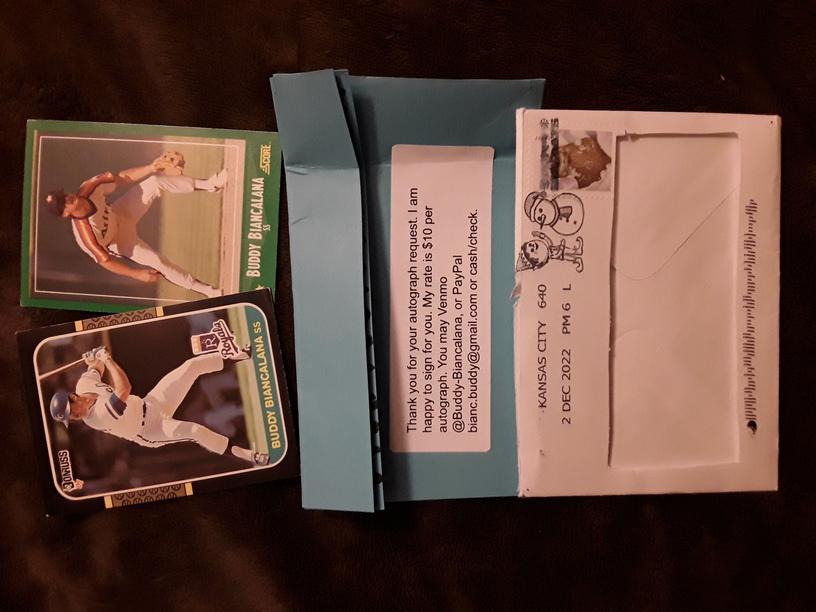 SCORE
BUDDY BIANCALANA
SS
DONRUSS
R
Royals
BUDDY BIANCALANA SS
Thank you for your autograph request. I am
happy to sign for you. My rate is $10 per
autograph. You may Venmo
@Buddy-Biancalana, or PayPal
bianc.buddy@gmail.com or cash/check.
KANSAS CITY 640
2 DEC 2022 PM 6 L